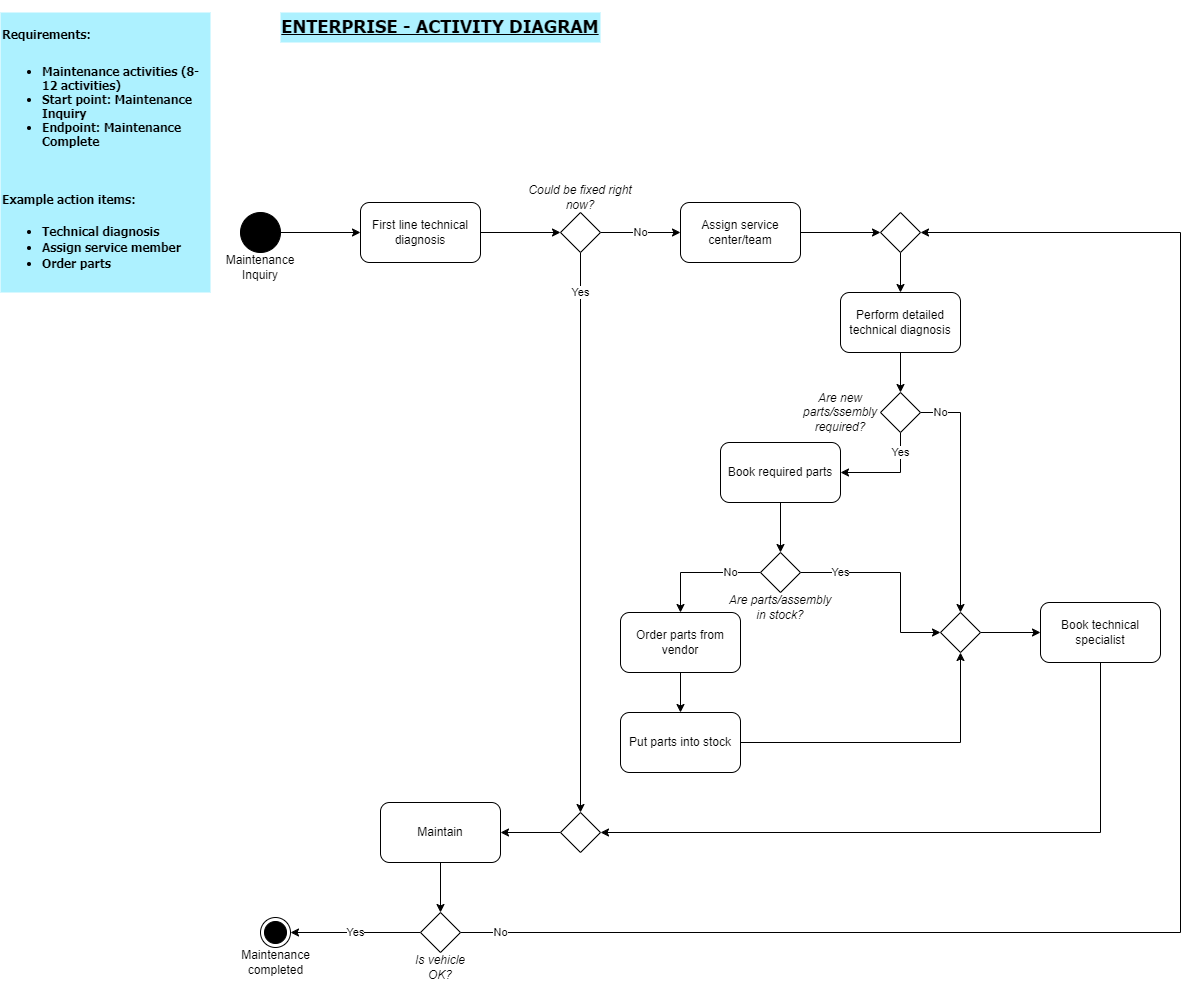 ENTERPRISE - ACTIVITY DIAGRAM
Requirements:
• Maintenance activities (8-
12 activities)
• Start point: Maintenance
Inquiry
• Endpoint: Maintenance
Complete
Example action items:
• Technical diagnosis
• Assign service member
• Order parts
Maintenance
Inquiry
First line technical
diagnosis
Could be fixed right
now?
No
Yes
Assign service
center/team
Perform detailed
technical diagnosis
Are new
parts/ssembly
required?
No
Yes
Book required parts
No
Yes
Are parts/assembly
in stock?
Order parts from
vendor
Put parts into stock
Book technical
specialist
Maintain
Yes
No
Is vehicle
OK?
Maintenance
completed